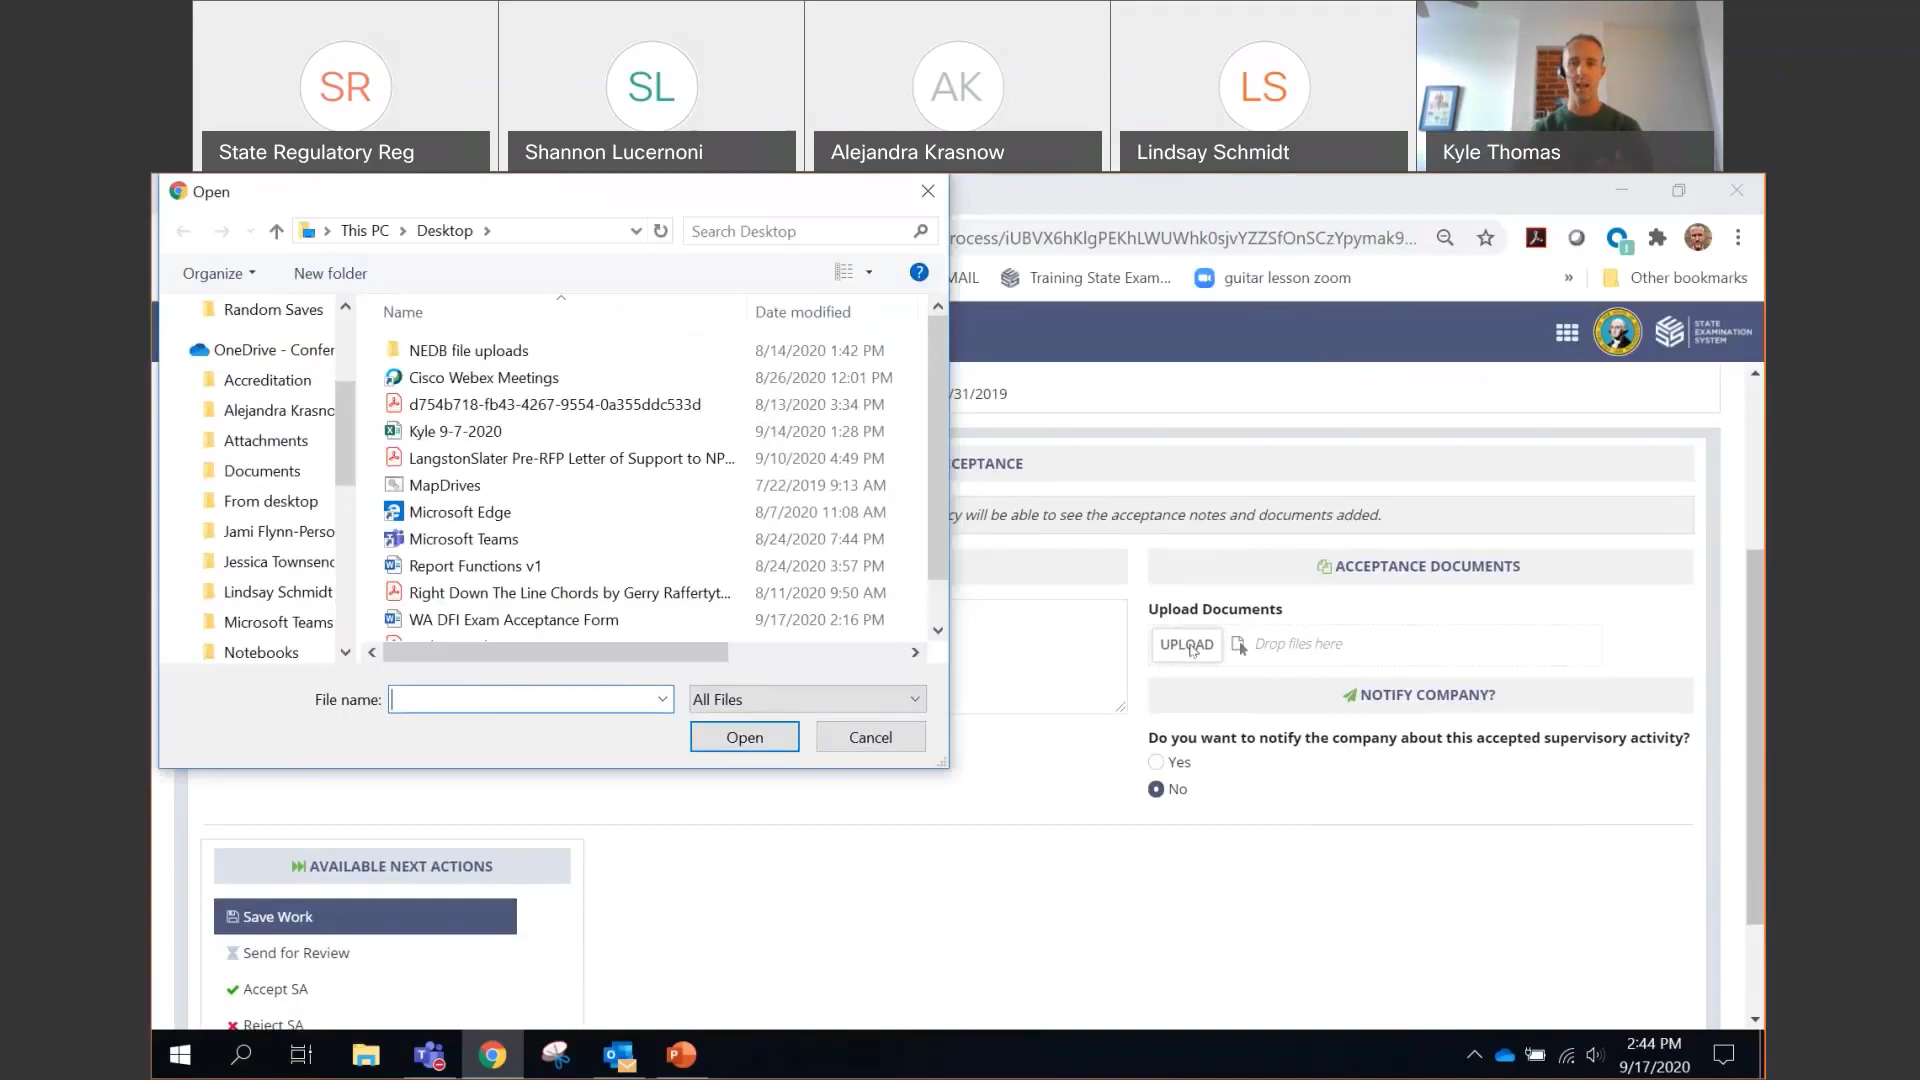 SR
SL
AK
LS
State Regulatory Reg
Shannon Lucernoni
Alejandra Krasnow
Lindsay Schmidt
Kyle Thomas
Open
This PC
Desktop
Search Desktop
rocess/iUBVX6hKlgPEKhLWUWhk0sjvYZZSfOnSCzYpymak9...
Organize
New folder
MAIL
Training State Exam...
guitar lesson zoom
»
Other bookmarks
STATE
EXAMINATION
SYSTEM
Name
Date modified
Random Saves
OneDrive - Confer
Accreditation
Alejandra Krasno
Attachments
Documents
From desktop
Jami Flynn-Perso
Jessica Townsend
Lindsay Schmidt
Microsoft Teams
Notebooks
NEDB file uploads 8/14/2020 1:42 PM
Cisco Webex Meetings 8/26/2020 12:01 PM
d754b718-fb43-4267-9554-0a355ddc533d 8/13/2020 3:34 PM
Kyle 9-7-2020 9/14/2020 1:28 PM
LangstonSlater Pre-RFP Letter of Support to NP... 9/10/2020 4:49 PM
MapDrives 7/22/2019 9:13 AM
Microsoft Edge 8/7/2020 11:08 AM
Microsoft Teams 8/24/2020 7:44 PM
Report Functions v1 8/24/2020 3:57 PM
Right Down The Line Chords by Gerry Raffertyt... 8/11/2020 9:50 AM
WA DFI Exam Acceptance Form 9/17/2020 2:16 PM
File name:
All Files
Open
Cancel
/31/2019
CEPTANCE
cy will be able to see the acceptance notes and documents added.
ACCEPTANCE DOCUMENTS
Upload Documents
UPLOAD
Drop files here
NOTIFY COMPANY?
Do you want to notify the company about this accepted supervisory activity?
Yes
No
AVAILABLE NEXT ACTIONS
Save Work
Send for Review
Accept SA
Reject SA
2:44 PM
9/17/2020